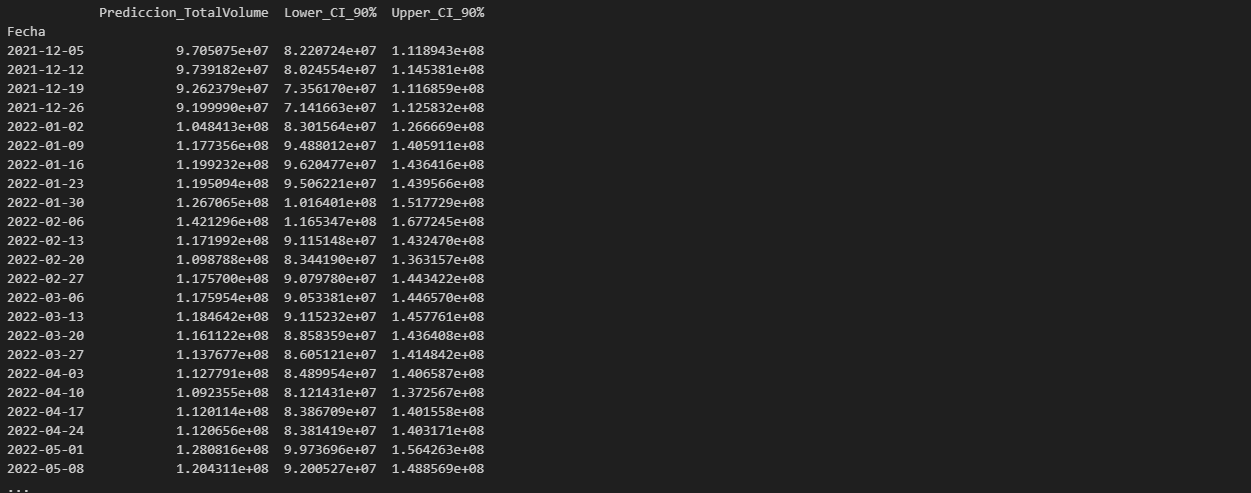 Prediccion_TotalVolume  Lower_CI_90%  Upper_CI_90%
Fecha
2021-12-05  9.705075e+07  8.220724e+07  1.118943e+08
2021-12-12  9.739182e+07  8.024554e+07  1.145381e+08
2021-12-19  9.262379e+07  7.356170e+07  1.116859e+08
2021-12-26  9.199990e+07  7.141663e+07  1.125832e+08
2022-01-02  1.048413e+08  8.301564e+07  1.266669e+08
2022-01-09  1.177356e+08  9.488012e+07  1.405911e+08
2022-01-16  1.199232e+08  9.620477e+07  1.436416e+08
2022-01-23  1.195094e+08  9.506221e+07  1.439566e+08
2022-01-30  1.267065e+08  1.016401e+08  1.517729e+08
2022-02-06  1.421296e+08  1.165347e+08  1.677245e+08
2022-02-13  1.171992e+08  9.115148e+07  1.432470e+08
2022-02-20  1.098788e+08  8.344190e+07  1.363157e+08
2022-02-27  1.175700e+08  9.079780e+07  1.443422e+08
2022-03-06  1.175954e+08  9.053381e+07  1.446570e+08
2022-03-13  1.184642e+08  9.115232e+07  1.457761e+08
2022-03-20  1.161122e+08  8.858359e+07  1.436408e+08
2022-03-27  1.137677e+08  8.605121e+07  1.414842e+08
2022-04-03  1.127791e+08  8.489954e+07  1.406587e+08
2022-04-10  1.092355e+08  8.121431e+07  1.372567e+08
2022-04-17  1.120114e+08  8.386709e+07  1.401558e+08
2022-04-24  1.120656e+08  8.381419e+07  1.403171e+08
2022-05-01  1.280816e+08  9.973696e+07  1.564263e+08
2022-05-08  1.204311e+08  9.200527e+07  1.488569e+08
...